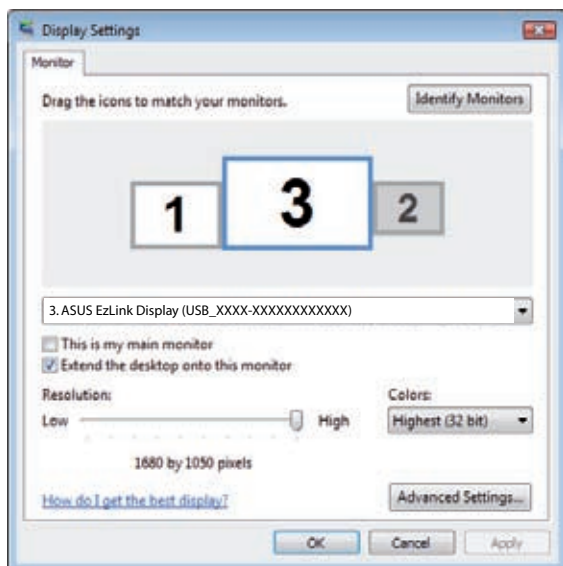 Display Settings
Monitor
Drag the icons to match your monitors.
Identify Monitors
1
3
2
3. ASUS EzLink Display (USB_XXXX-XXXXXXXXXXXX)
This is my main monitor
Extend the desktop onto this monitor
Resolution:
Colors:
Low
High
Highest (32 bit)
1680 by 1050 pixels
How do I get the best display?
Advanced Settings...
OK
Cancel
Apply